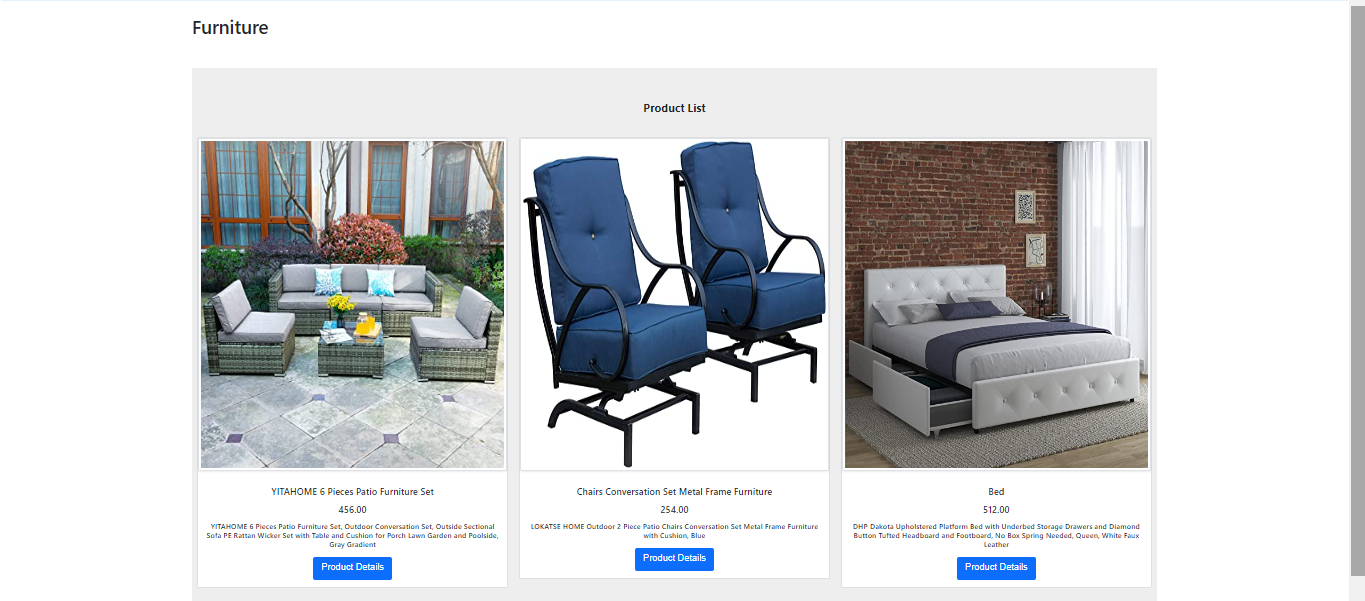 Furniture
Product List
YITAHOME 6 Pieces Patio Furniture Set
456.00
YITAHOME 6 Pieces Patio Furniture Set, Outdoor Conversation Set, Outside Sectional
Sofa PE Rattan Wicker Set with Table and Cushion for Porch Lawn Garden and Poolside,
Gray Gradient
Product Details
Chairs Conversation Set Metal Frame Furniture
254.00
LOKATSE HOME Outdoor 2 Piece Patio Chairs Conversation Set Metal Frame Furniture
with Cushion, Blue
Product Details
Bed
512.00
DHP Dakota Upholstered Platform Bed with Underbed Storage Drawers and Diamond
Button Tufted Headboard and Footboard, No Box Spring Needed, Queen, White Faux
Leather
Product Details